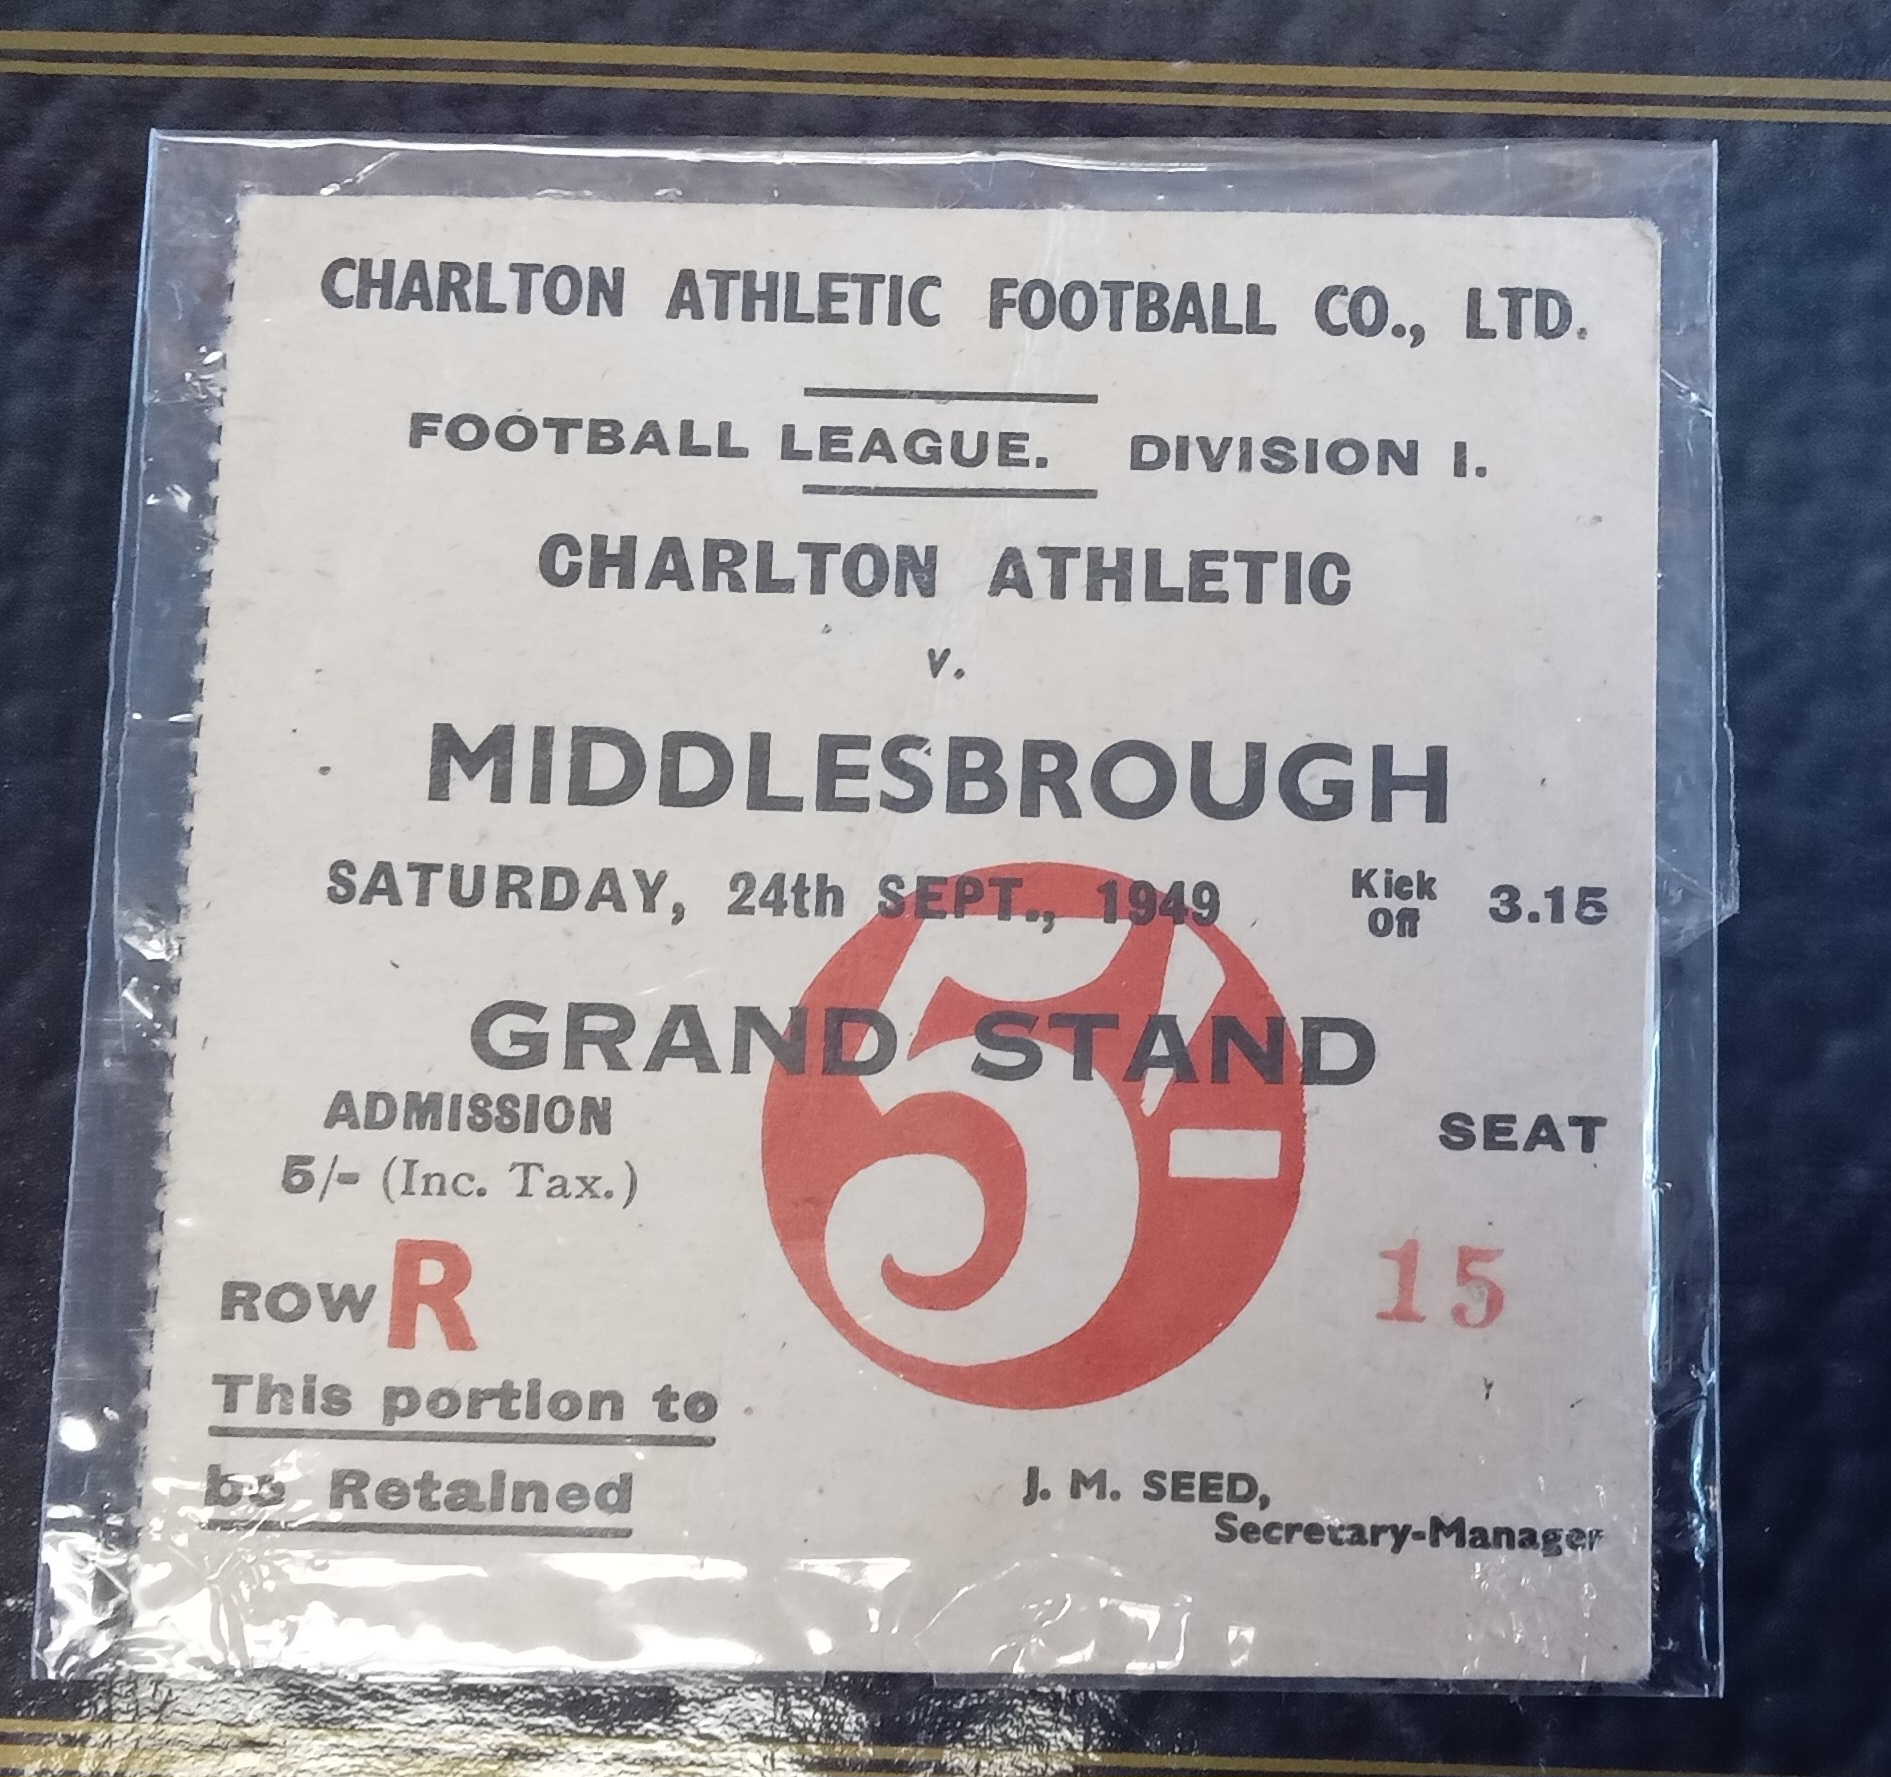 CHARLTON ATHLETIC FOOTBALL CO., LTD.
FOOTBALL LEAGUE. DIVISION I.
CHARLTON ATHLETIC
v.
MIDDLESBROUGH
SATURDAY, 24th SEPT., 1949 Kick Off 3.15
GRAND STAND
ADMISSION
5/- (Inc. Tax.)
5/-
SEAT
ROW R
15
This portion to
be Retained
J. M. SEED,
Secretary-Manager